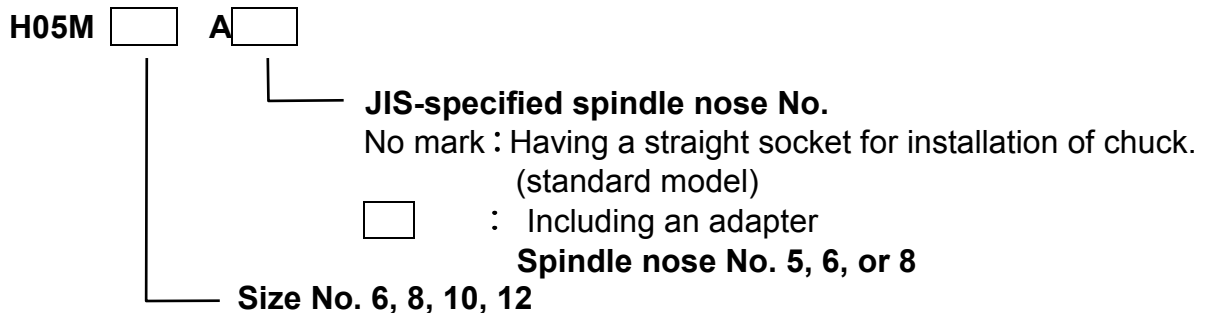 H05M A
JIS-specified spindle nose No.
No mark：Having a straight socket for installation of chuck.
(standard model)
： Including an adapter
Spindle nose No. 5, 6, or 8
Size No. 6, 8, 10, 12